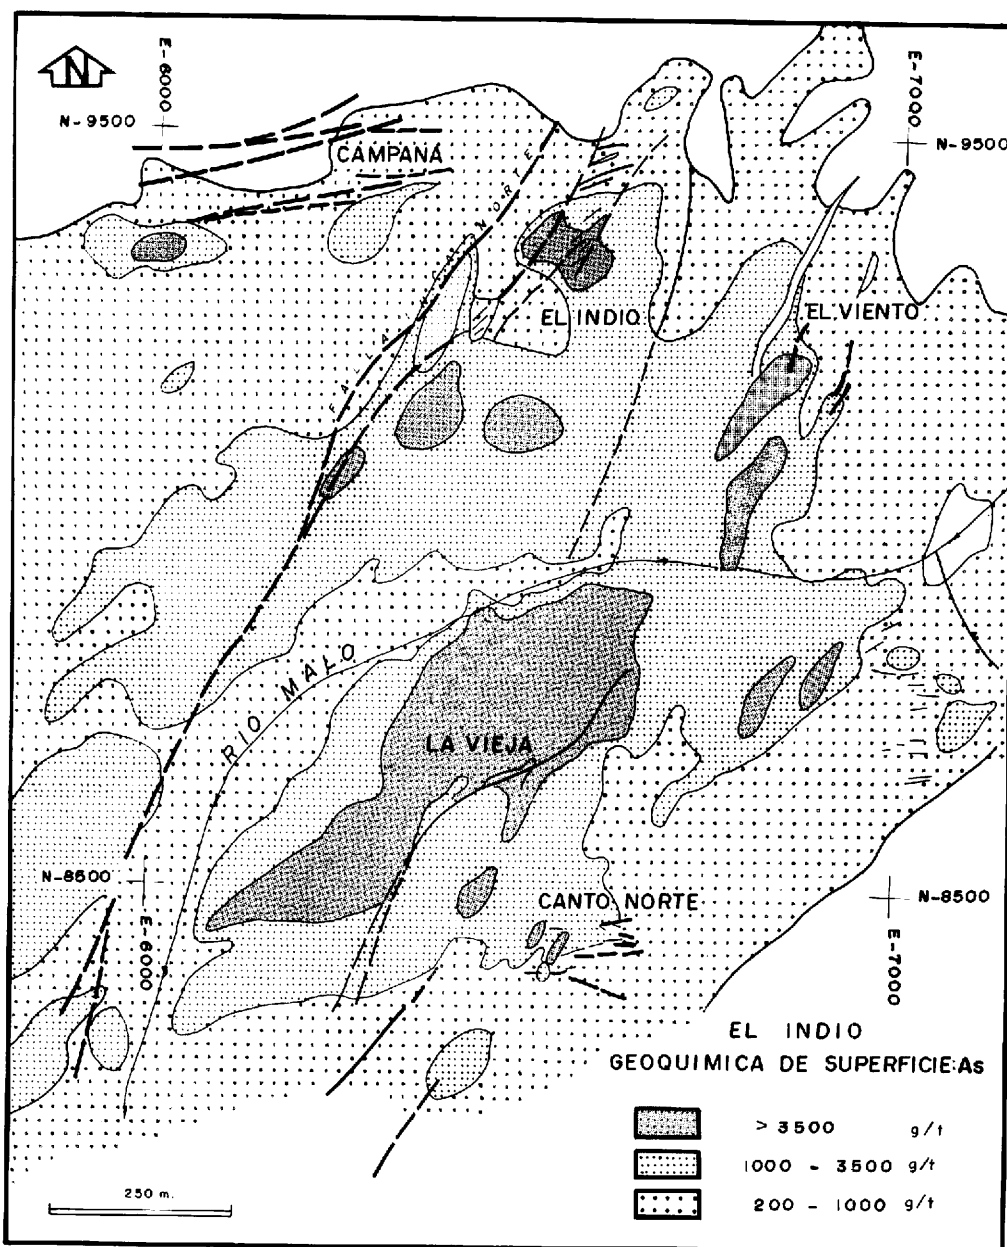 N
E-6000
E-7000
N-9500
N-9500
CAMPANA
FALLA NORTE
EL INDIO
EL VIENTO
RIO MALO
LA VIEJA
N-8500
CANTO NORTE
N-8500
E-6000
E-7000
EL INDIO
GEOQUIMICA DE SUPERFICIE:As
> 3500 g/t
1000 - 3500 g/t
200 - 1000 g/t
250 m.